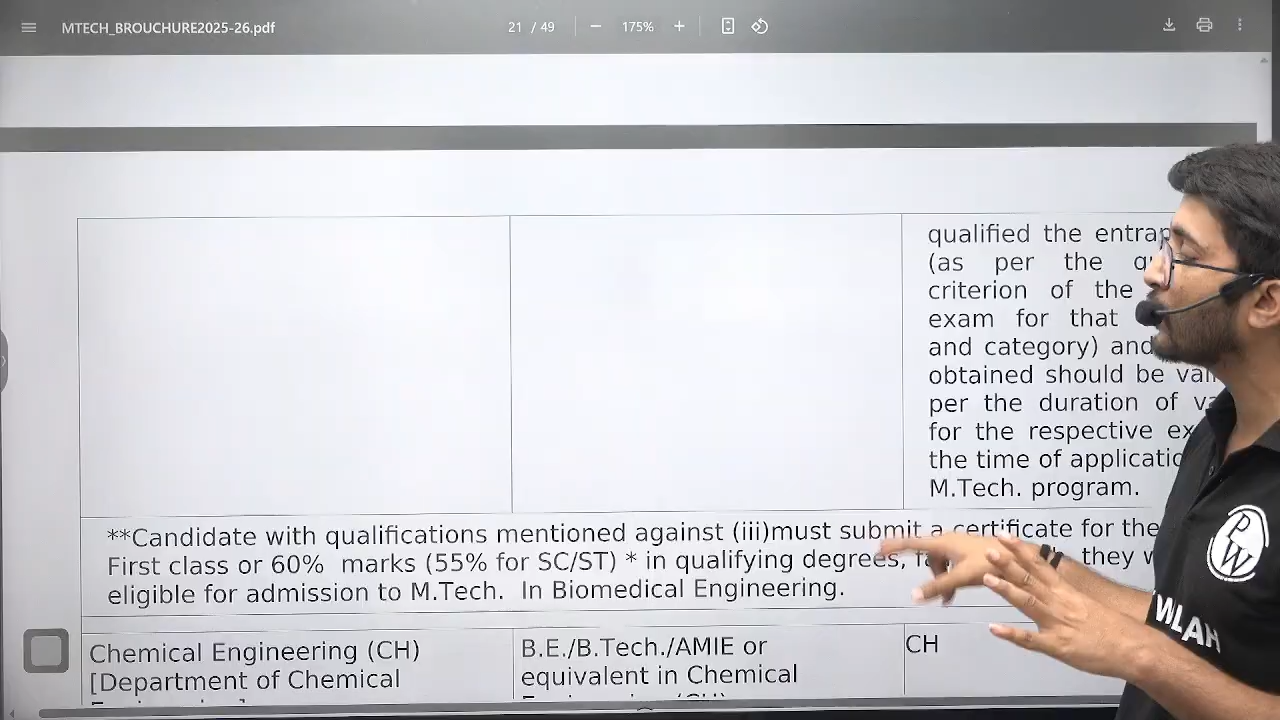 MTECH_BROUCHURE2025-26.pdf
21 / 49
175%
qualified the
(as per the
criterion of the
exam for that
and category) and
obtained should be
per the duration of
for the respective
the time of
M.Tech. program.
**Candidate with qualifications mentioned against (iii)must submit a certificate for the
First class or 60% marks (55% for SC/ST) * in qualifying degrees, they
eligible for admission to M.Tech. In Biomedical Engineering.
Chemical Engineering (CH)
[Department of Chemical
B.E./B.Tech./AMIE or
equivalent in Chemical
CH
PW
WLAH